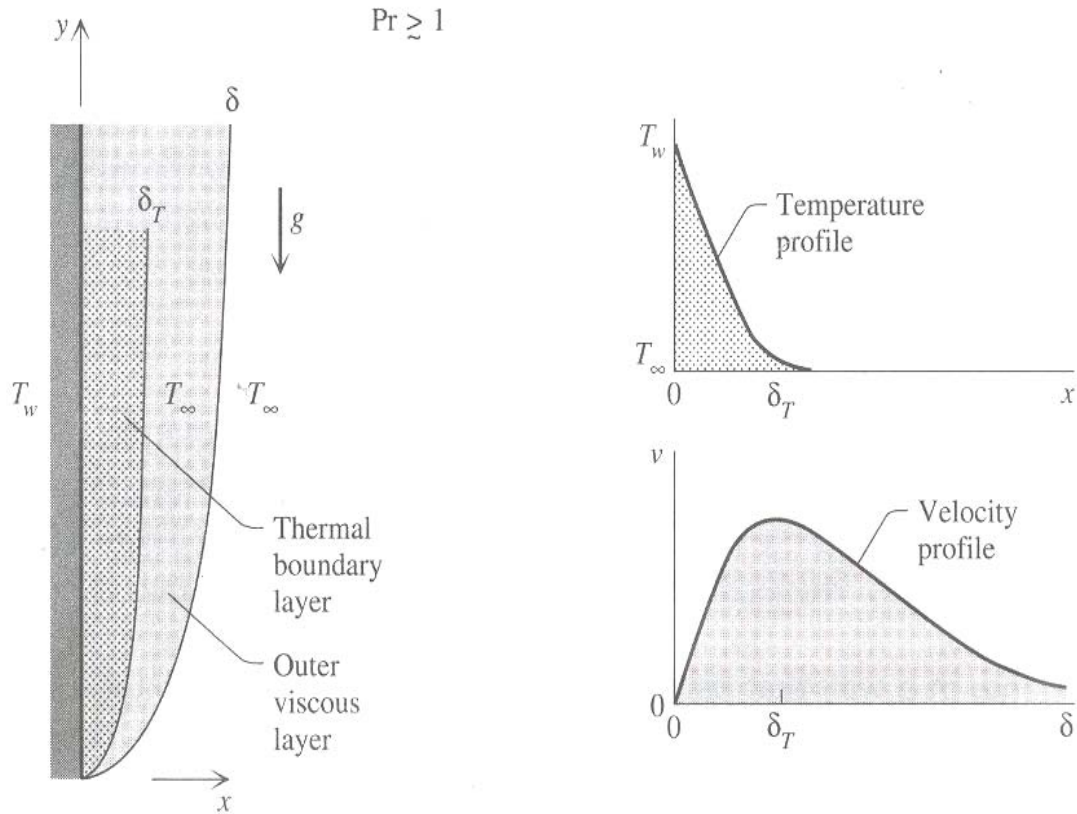 Pr ≳ 1
y
δ
δ_T
g
T_w
T_∞
T_∞
Thermal
boundary
layer
Outer
viscous
layer
x
T_w
Temperature
profile
T_∞
0
δ_T
x
v
Velocity
profile
0
0
δ_T
δ